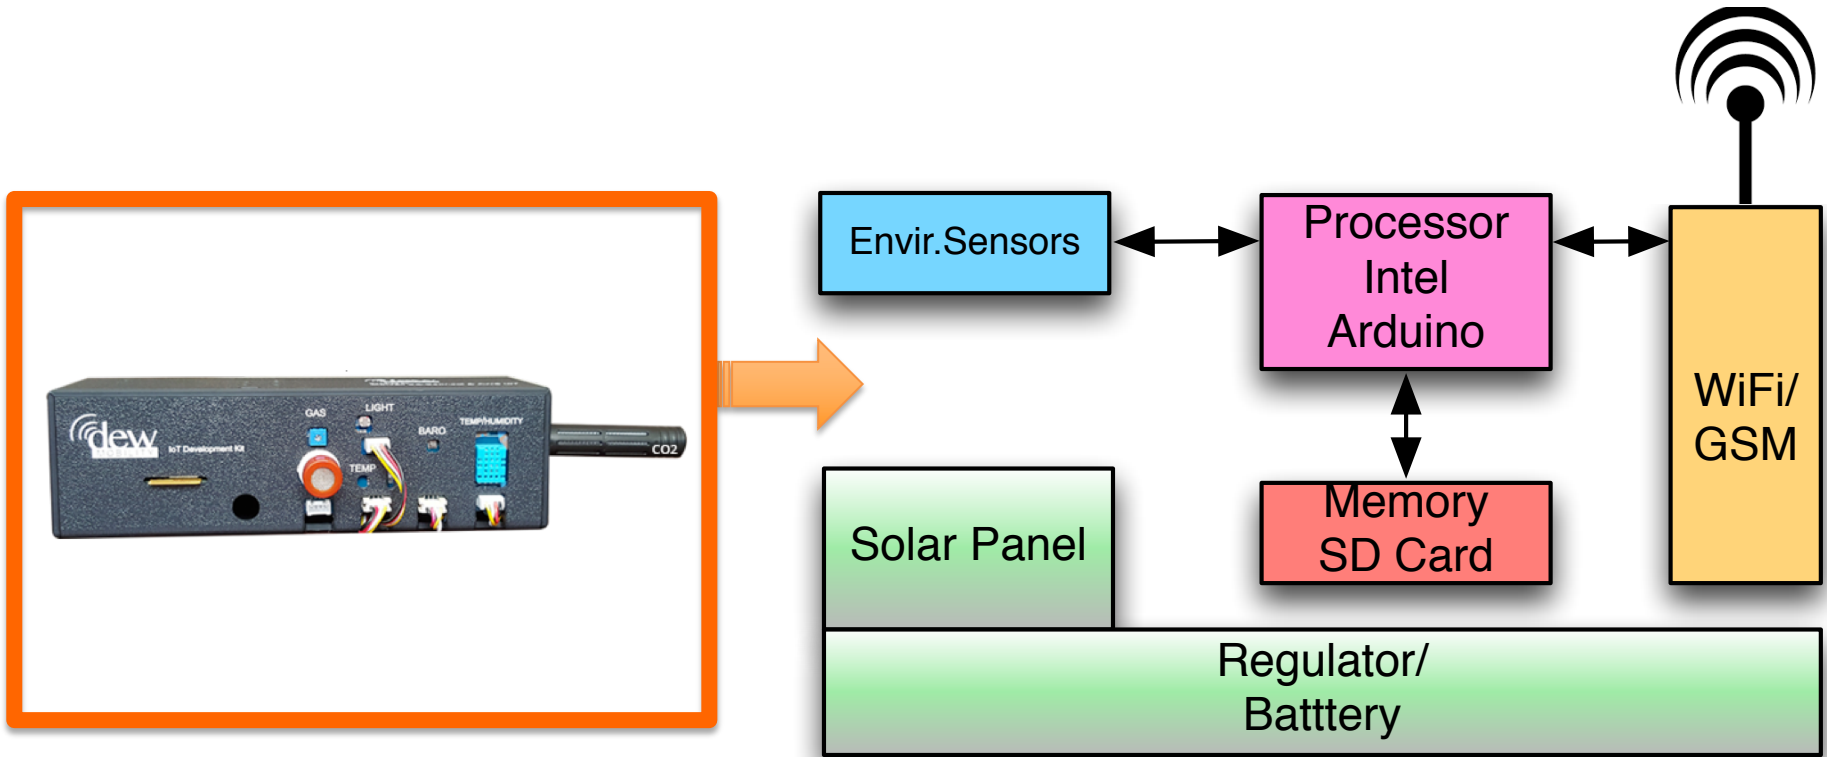 dew
MOBILITY
IoT Development Kit
GAS
LIGHT
TEMP
BARO
TEMP/HUMIDITY
CO2
Envir.Sensors
Processor
Intel
Arduino
WiFi/
GSM
Memory
SD Card
Solar Panel
Regulator/
Batttery